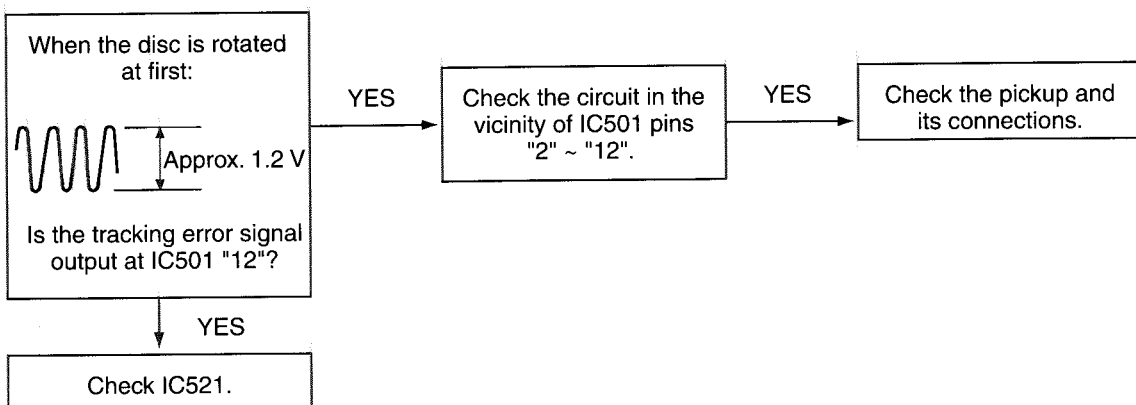 When the disc is rotated
at first:
Approx. 1.2 V
Is the tracking error signal
output at IC501 "12"?
YES
Check the circuit in the
vicinity of IC501 pins
"2" ~ "12".
YES
Check the pickup and
its connections.
YES
Check IC521.